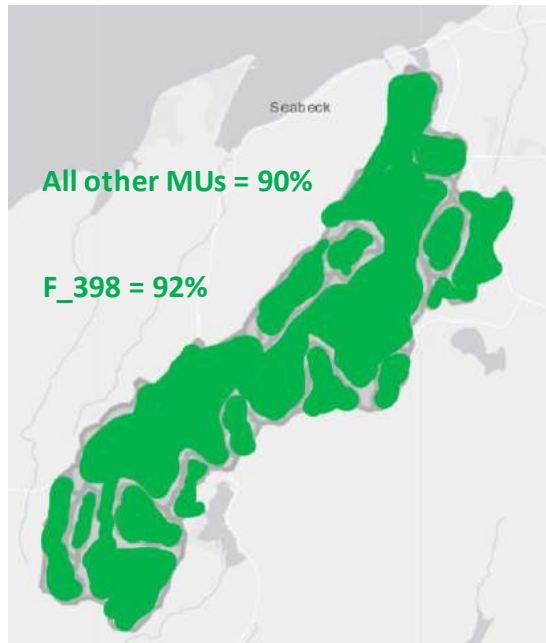 Seabeck
All other MUs = 90%
F_398 = 92%